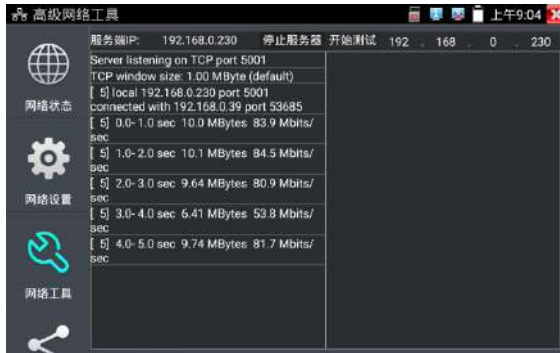 高级网络工具
上午9:04
服务端IP: 192.168.0.230 停止服务器 开始测试 192 . 168 . 0 . 230
Server listening on TCP port 5001
TCP window size: 1.00 MByte (default)
[ 5] local 192.168.0.230 port 5001
connected with 192.168.0.39 port 53685
[ 5] 0.0- 1.0 sec 10.0 MBytes 83.9 Mbits/
sec
[ 5] 1.0- 2.0 sec 10.1 MBytes 84.5 Mbits/
sec
[ 5] 2.0- 3.0 sec 9.64 MBytes 80.9 Mbits/
sec
[ 5] 3.0- 4.0 sec 6.41 MBytes 53.8 Mbits/
sec
[ 5] 4.0- 5.0 sec 9.74 MBytes 81.7 Mbits/
sec
网络状态
网络设置
网络工具